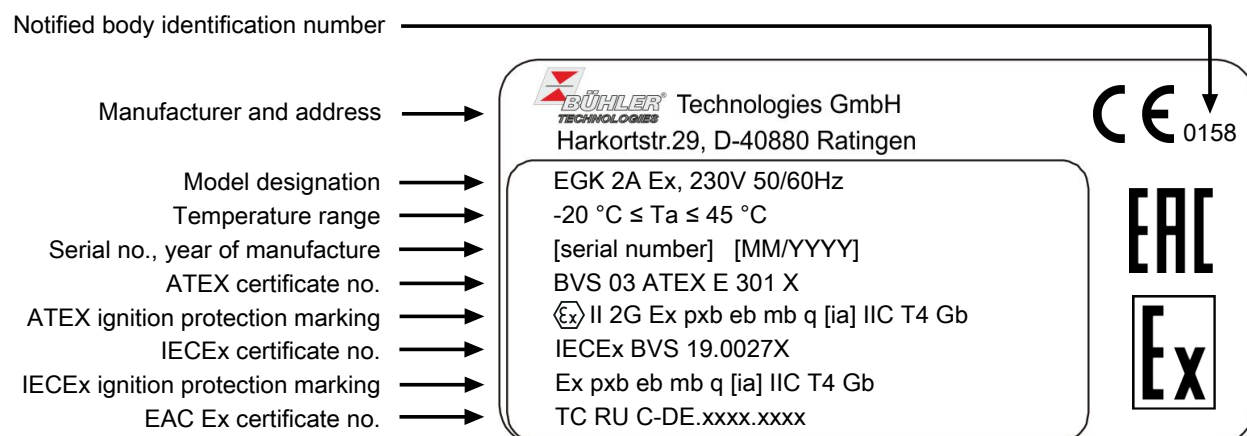 Notified body identification number
Manufacturer and address
BÜHLER® Technologies GmbH
TECHNOLOGIES
Harkortstr.29, D-40880 Ratingen
CE 0158
Model designation
EGK 2A Ex, 230V 50/60Hz
Temperature range
-20 °C ≤ Ta ≤ 45 °C
Serial no., year of manufacture
[serial number] [MM/YYYY]
EAC
ATEX certificate no.
BVS 03 ATEX E 301 X
ATEX ignition protection marking
Ex II 2G Ex pxb eb mb q [ia] IIC T4 Gb
IECEx certificate no.
IECEx BVS 19.0027X
Ex
IECEx ignition protection marking
Ex pxb eb mb q [ia] IIC T4 Gb
EAC Ex certificate no.
TC RU C-DE.xxxx.xxxx